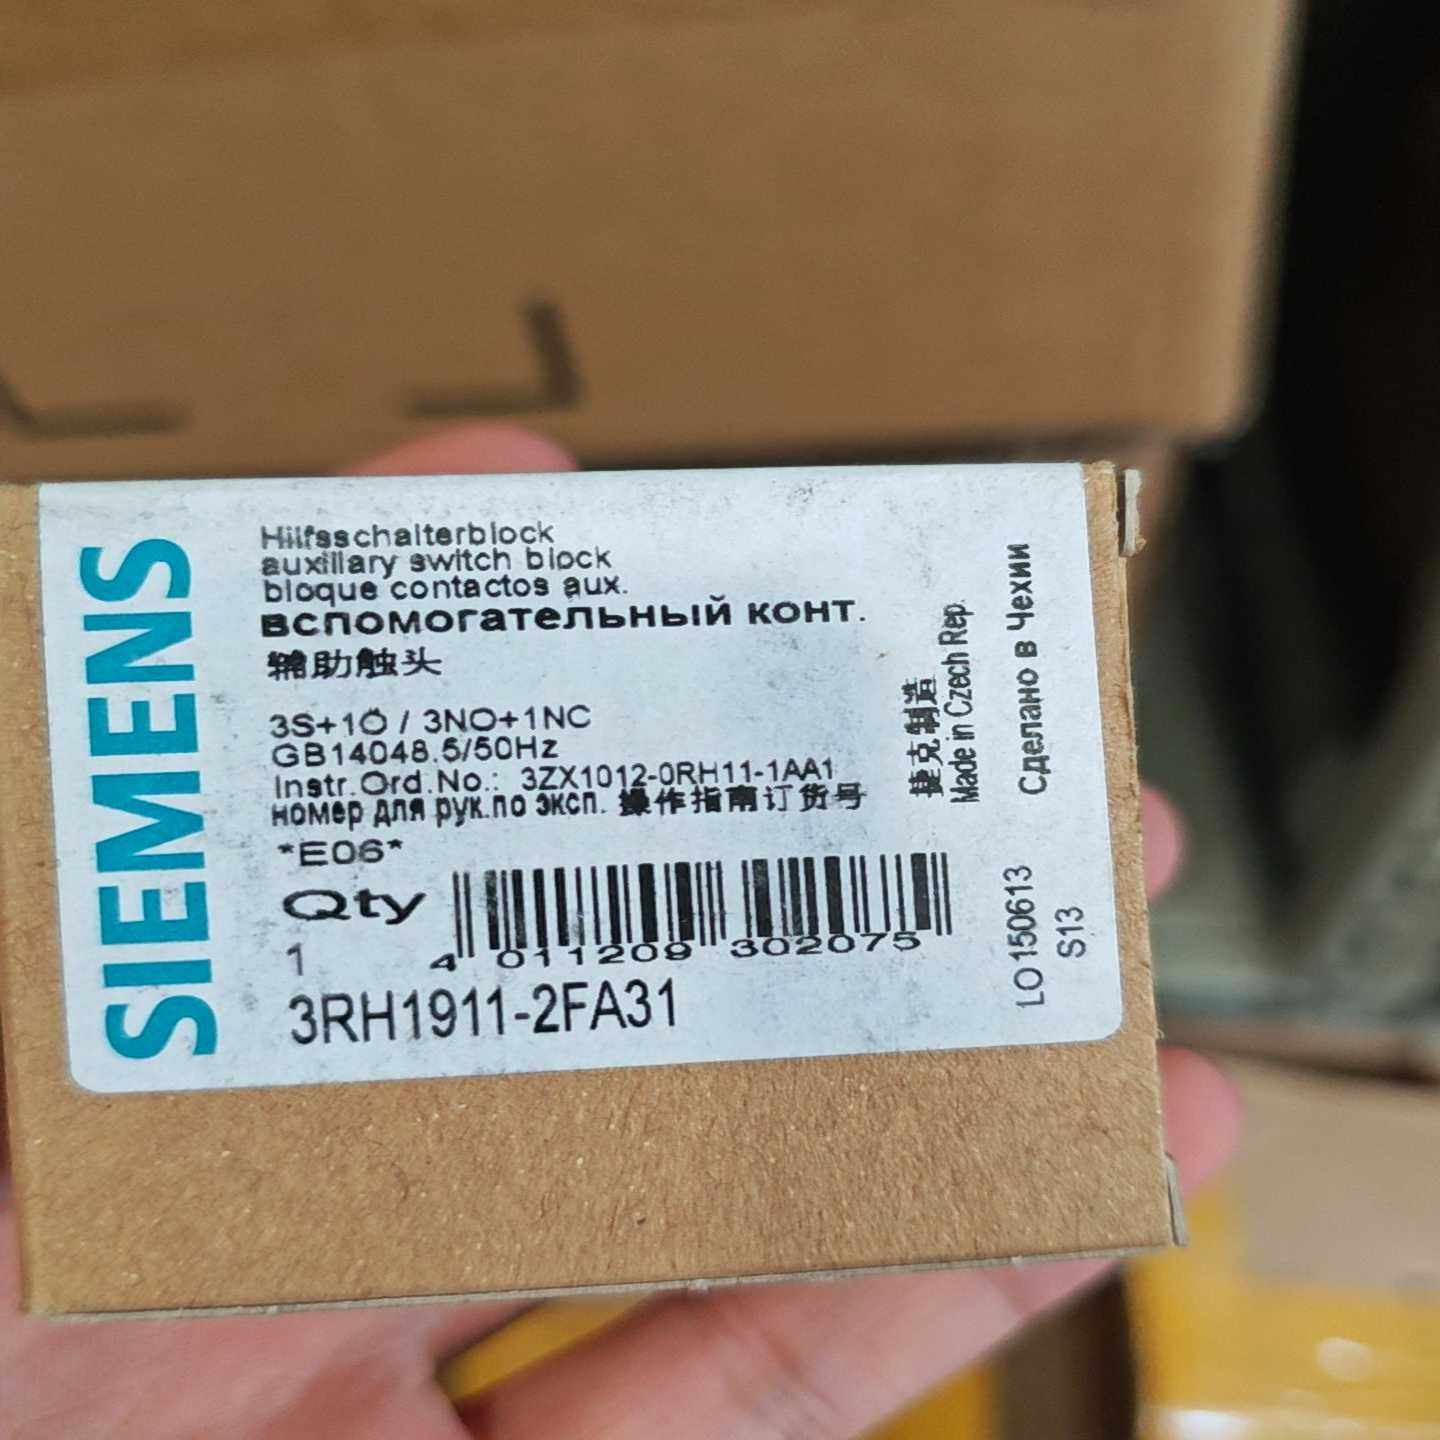 SIEMENS
Hilfsschalterblock
auxiliary switch block
bloque contactos aux.
вспомогательный конт.
辅助触头
3S+1Ö / 3NO+1NC
GB14048.5/50Hz
Instr.Ord.No.: 3ZX1012-0RH11-1AA1
номер для рук.по эксп. 操作指南订货号
*E06*
Qty
1
4 011209 302075
3RH1911-2FA31
捷克制造
Made in Czech Rep.
Сделано в Чехии
LO150613
S13